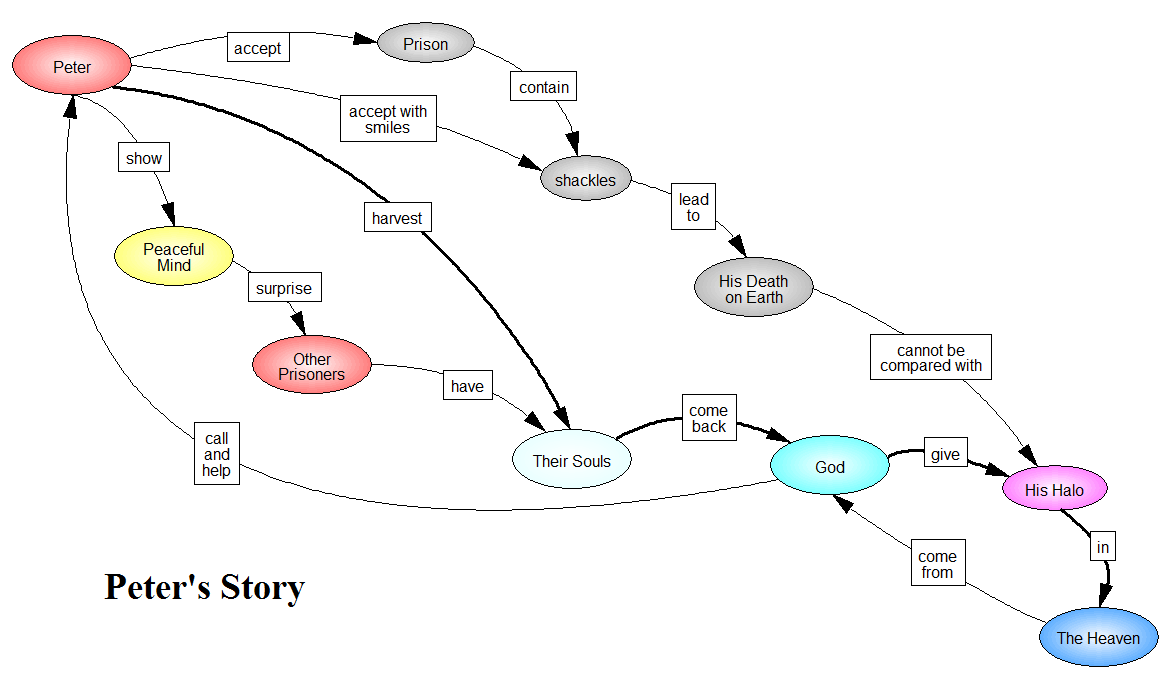 Peter
accept
Prison
contain
accept with
smiles
show
shackles
lead
to
harvest
Peaceful
Mind
surprise
His Death
on Earth
Other
Prisoners
have
cannot be
compared with
come
back
call
and
help
Their Souls
God
give
His Halo
in
come
from
Peter's Story
The Heaven